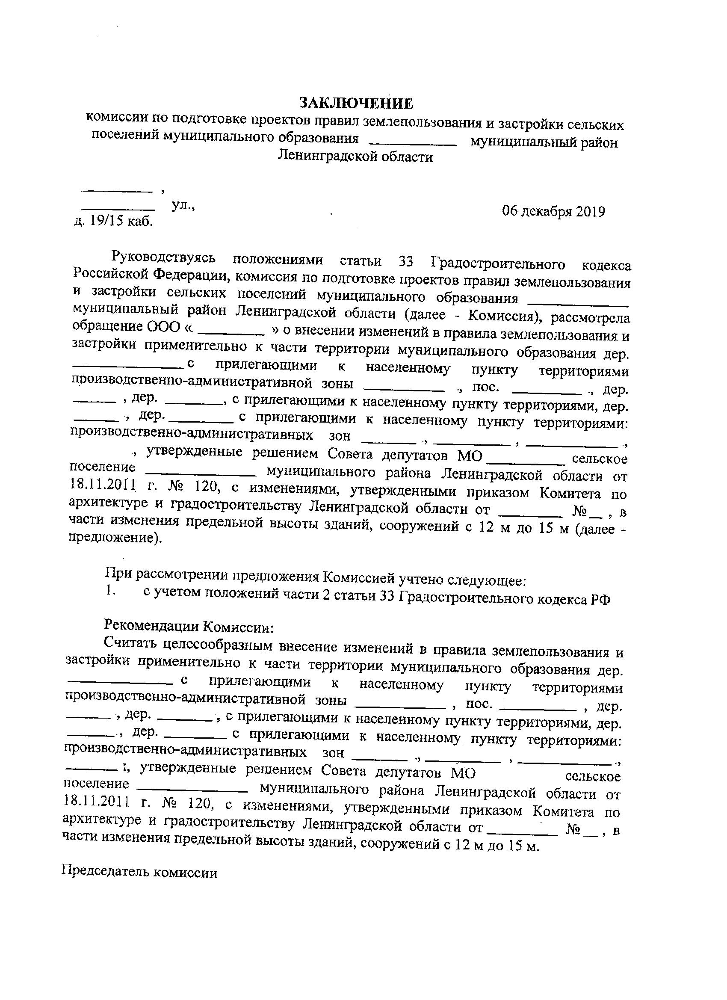 ЗАКЛЮЧЕНИЕ
комиссии по подготовке проектов правил землепользования и застройки сельских
поселений муниципального образования ____________ муниципальный район
Ленинградской области
__________ ,
__________ ул.,
06 декабря 2019
д. 19/15 каб.
Руководствуясь положениями статьи 33 Градостроительного кодекса
Российской Федерации, комиссия по подготовке проектов правил землепользования
и застройки сельских поселений муниципального образования ______________
муниципальный район Ленинградской области (далее - Комиссия), рассмотрела
обращение ООО « _________ » о внесении изменений в правила землепользования и
застройки применительно к части территории муниципального образования дер.
_______________ с прилегающими к населенному пункту территориями
производственно-административной зоны ___________ ., пос. __________ ., дер.
______ , дер. ________, с прилегающими к населенному пункту территориями, дер.
______ , дер. _________ с прилегающими к населенному пункту территориями:
производственно-административных зон ________ ., ___________ , _____________ .,
., утвержденные решением Совета депутатов МО ___________ сельское
поселение _______________ муниципального района Ленинградской области от
18.11.2011 г. № 120, с изменениями, утвержденными приказом Комитета по
архитектуре и градостроительству Ленинградской области от _________ №__ , в
части изменения предельной высоты зданий, сооружений с 12 м до 15 м (далее -
предложение).
При рассмотрении предложения Комиссией учтено следующее:
1. с учетом положений части 2 статьи 33 Градостроительного кодекса РФ
Рекомендации Комиссии:
Считать целесообразным внесение изменений в правила землепользования и
застройки применительно к части территории муниципального образования дер.
_______________ с прилегающими к населенному пункту территориями
производственно-административной зоны _____________ , пос. ___________ , дер.
______ , дер. ________ , с прилегающими к населенному пункту территориями, дер.
_______., дер. _________ с прилегающими к населенному пункту территориями:
производственно-административных зон ________ ., ___________ , _____________ .,
________ :, утвержденные решением Совета депутатов МО сельское
поселение ________________ муниципального района Ленинградской области от
18.11.2011 г. № 120, с изменениями, утвержденными приказом Комитета по
архитектуре и градостроительству Ленинградской области от __________ № __ , в
части изменения предельной высоты зданий, сооружений с 12 м до 15 м.
Председатель комиссии